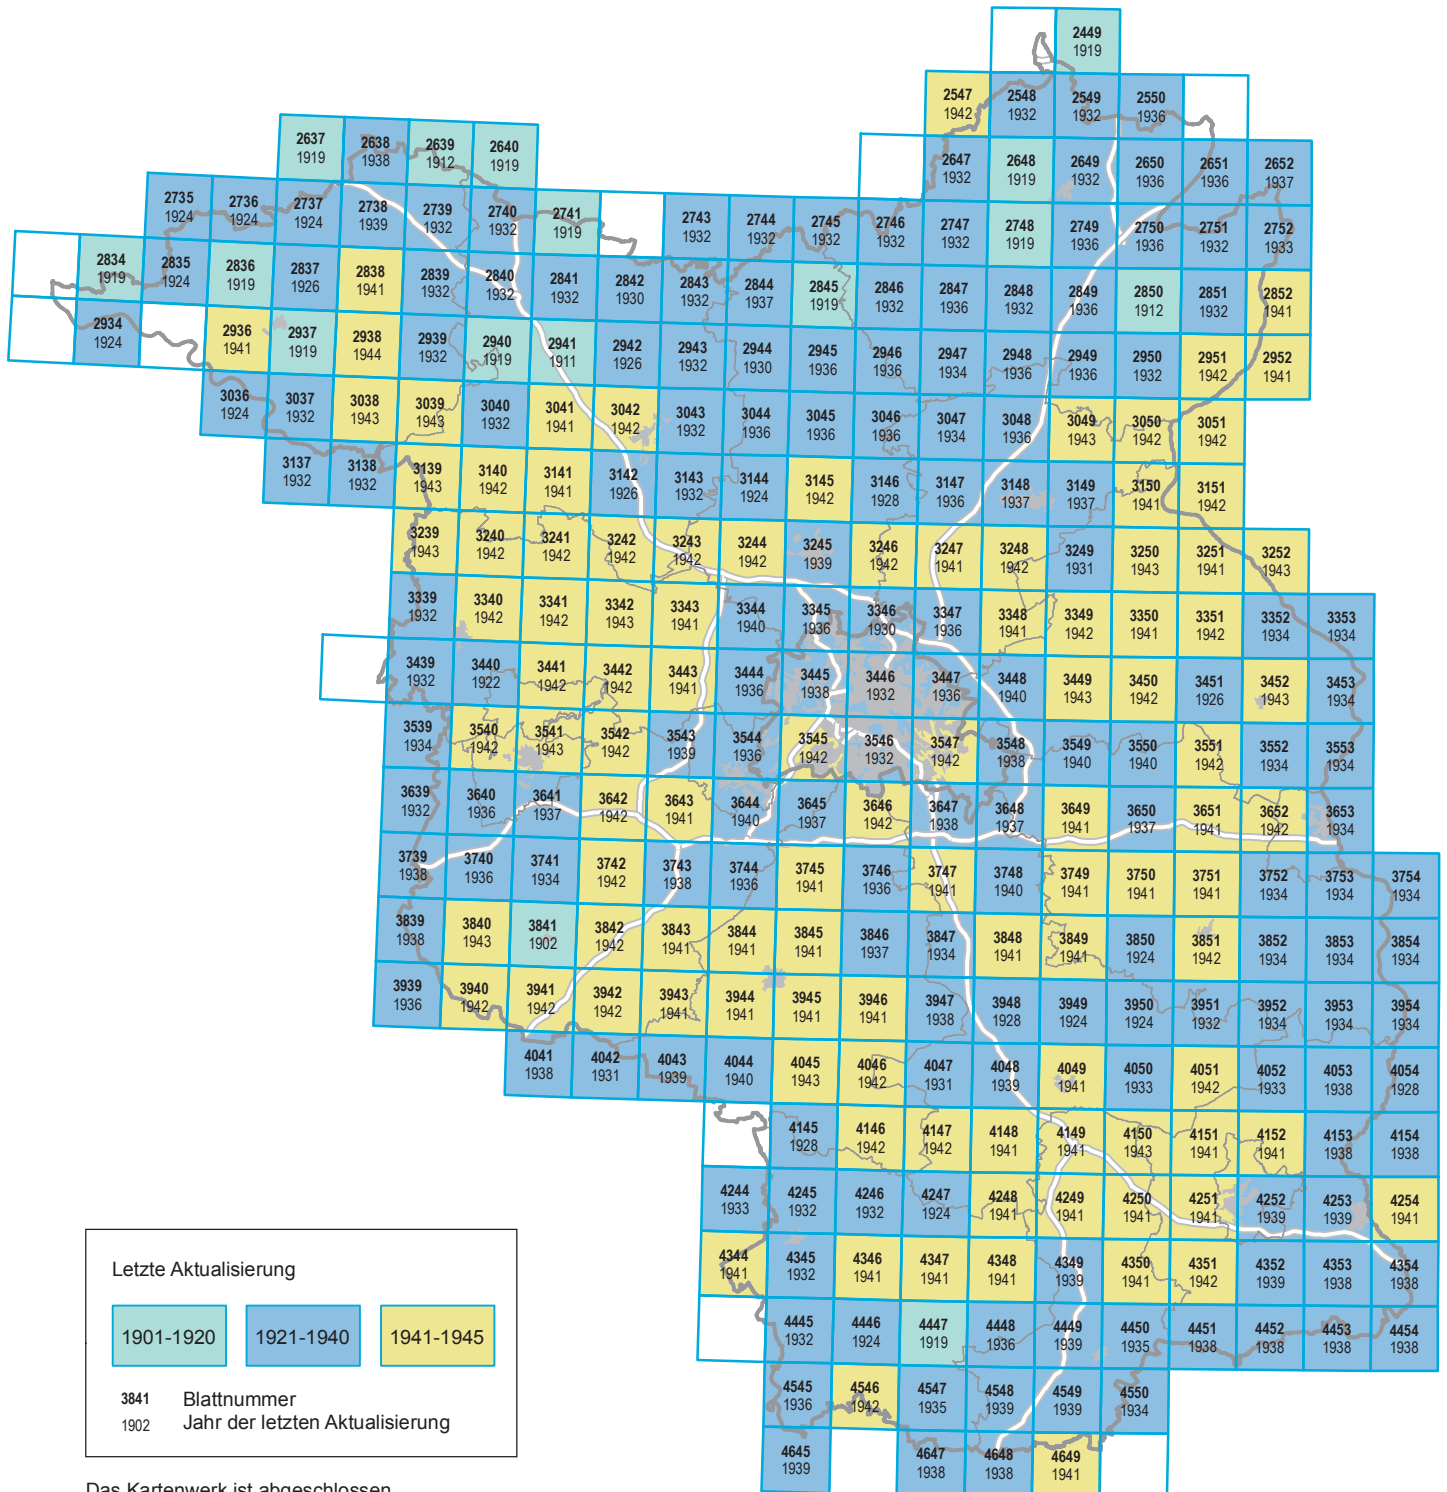 2449
1919
2547 2548 2549 2550
1942 1932 1932 1936
2637 2638 2639 2640 2647 2648 2649 2650 2651 2652
1919 1938 1912 1919 1932 1919 1932 1936 1936 1937
2735 2736 2737 2738 2739 2740 2741 2743 2744 2745 2746 2747 2748 2749 2750 2751 2752
1924 1924 1924 1939 1932 1932 1919 1932 1932 1932 1932 1932 1919 1936 1936 1932 1933
2834 2835 2836 2837 2838 2839 2840 2841 2842 2843 2844 2845 2846 2847 2848 2849 2850 2851 2852
1919 1924 1919 1926 1941 1932 1932 1932 1930 1932 1937 1919 1932 1936 1932 1936 1912 1932 1941
2934 2936 2937 2938 2939 2940 2941 2942 2943 2944 2945 2946 2947 2948 2949 2950 2951 2952
1924 1941 1919 1944 1932 1919 1911 1926 1932 1930 1936 1936 1934 1936 1936 1932 1942 1941
3036 3037 3038 3039 3040 3041 3042 3043 3044 3045 3046 3047 3048 3049 3050 3051
1924 1932 1943 1943 1932 1941 1942 1932 1936 1936 1936 1934 1936 1943 1942 1942
3137 3138 3139 3140 3141 3142 3143 3144 3145 3146 3147 3148 3149 3150 3151
1932 1932 1943 1942 1941 1926 1932 1924 1942 1928 1936 1937 1937 1941 1942
3239 3240 3241 3242 3243 3244 3245 3246 3247 3248 3249 3250 3251 3252
1943 1942 1942 1942 1942 1942 1939 1942 1941 1942 1931 1943 1941 1943
3339 3340 3341 3342 3343 3344 3345 3346 3347 3348 3349 3350 3351 3352 3353
1932 1942 1942 1943 1941 1940 1936 1930 1936 1941 1942 1941 1942 1934 1934
3439 3440 3441 3442 3443 3444 3445 3446 3447 3448 3449 3450 3451 3452 3453
1932 1922 1942 1942 1941 1936 1938 1932 1936 1940 1943 1942 1926 1943 1934
3539 3540 3541 3542 3543 3544 3545 3546 3547 3548 3549 3550 3551 3552 3553
1934 1942 1943 1942 1939 1936 1942 1932 1942 1938 1940 1940 1942 1934 1934
3639 3640 3641 3642 3643 3644 3645 3646 3647 3648 3649 3650 3651 3652 3653
1932 1936 1937 1942 1941 1940 1937 1942 1938 1937 1941 1937 1941 1942 1934
3739 3740 3741 3742 3743 3744 3745 3746 3747 3748 3749 3750 3751 3752 3753 3754
1938 1936 1934 1942 1938 1936 1941 1936 1941 1940 1941 1941 1941 1934 1934 1934
3839 3840 3841 3842 3843 3844 3845 3846 3847 3848 3849 3850 3851 3852 3853 3854
1938 1943 1902 1942 1941 1941 1941 1937 1934 1941 1941 1924 1942 1934 1934 1934
3939 3940 3941 3942 3943 3944 3945 3946 3947 3948 3949 3950 3951 3952 3953 3954
1936 1942 1942 1942 1941 1941 1941 1941 1938 1928 1924 1924 1932 1934 1934 1934
4041 4042 4043 4044 4045 4046 4047 4048 4049 4050 4051 4052 4053 4054
1938 1931 1939 1940 1943 1942 1931 1939 1941 1933 1942 1933 1938 1928
4145 4146 4147 4148 4149 4150 4151 4152 4153 4154
1928 1942 1942 1941 1941 1943 1941 1941 1938 1938
4244 4245 4246 4247 4248 4249 4250 4251 4252 4253 4254
1933 1932 1932 1924 1941 1941 1941 1941 1939 1939 1941
4344 4345 4346 4347 4348 4349 4350 4351 4352 4353 4354
1941 1932 1941 1941 1941 1939 1941 1942 1939 1938 1938
4445 4446 4447 4448 4449 4450 4451 4452 4453 4454
1932 1924 1919 1936 1939 1935 1938 1938 1938 1938
4545 4546 4547 4548 4549 4550
1936 1942 1935 1939 1939 1934
4645 4647 4648 4649
1939 1938 1938 1941
Letzte Aktualisierung
1901-1920 1921-1940 1941-1945
3841 Blattnummer
1902 Jahr der letzten Aktualisierung
Das Kartenwerk ist abgeschlossen